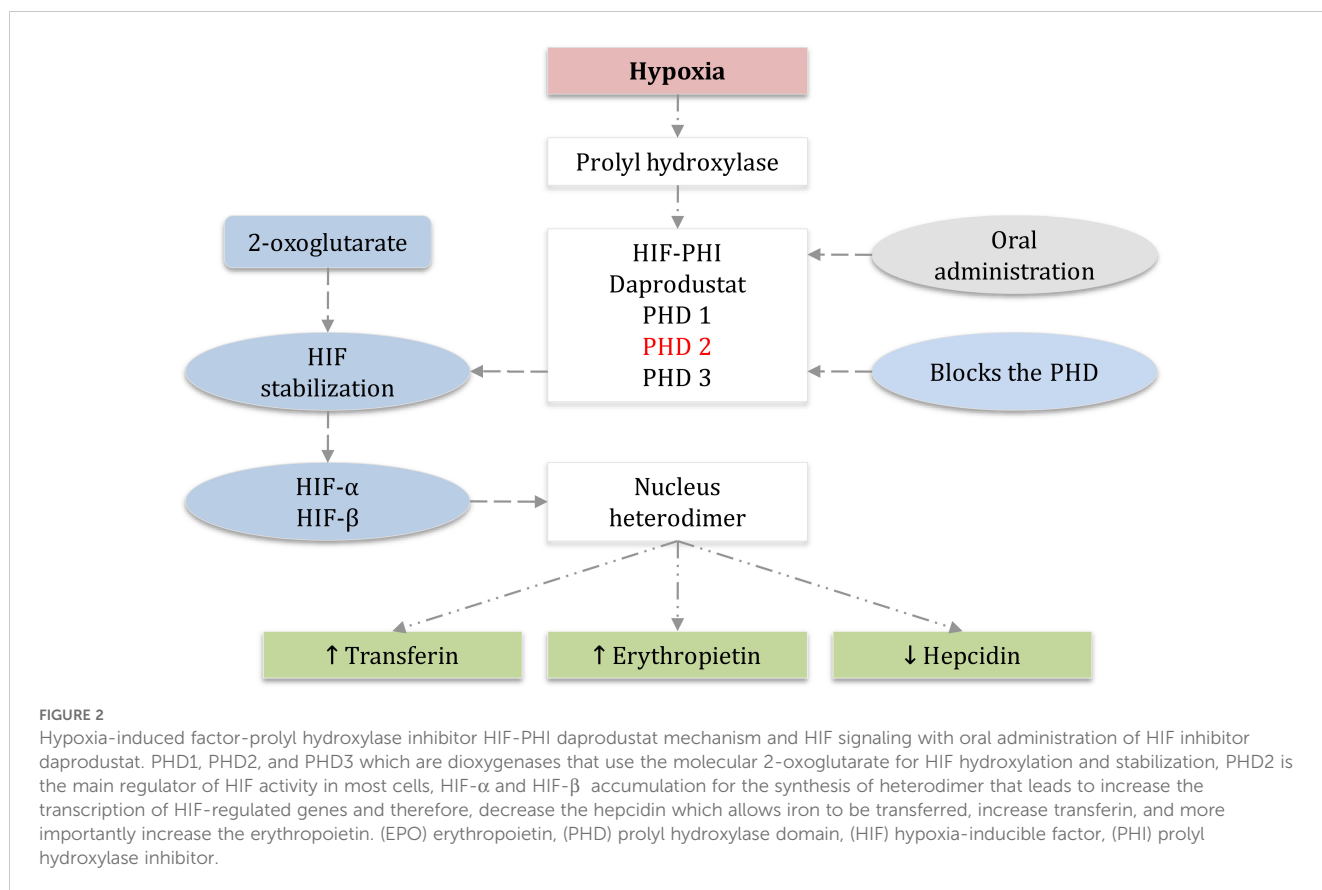 Hypoxia
Prolyl hydroxylase
2-oxoglutarate
HIF-PHI
Daprodustat
PHD 1
PHD 2
PHD 3
Oral
administration
HIF
stabilization
Blocks the PHD
HIF-α
HIF-β
Nucleus
heterodimer
↑ Transferin
↑ Erythropietin
↓ Hepcidin
FIGURE 2
Hypoxia-induced factor-prolyl hydroxylase inhibitor HIF-PHI daprodustat mechanism and HIF signaling with oral administration of HIF inhibitor
daprodustat. PHD1, PHD2, and PHD3 which are dioxygenases that use the molecular 2-oxoglutarate for HIF hydroxylation and stabilization, PHD2 is
the main regulator of HIF activity in most cells, HIF-α and HIF-β accumulation for the synthesis of heterodimer that leads to increase the
transcription of HIF-regulated genes and therefore, decrease the hepcidin which allows iron to be transferred, increase transferin, and more
importantly increase the erythropoietin. (EPO) erythropoietin, (PHD) prolyl hydroxylase domain, (HIF) hypoxia-inducible factor, (PHI) prolyl
hydroxylase inhibitor.